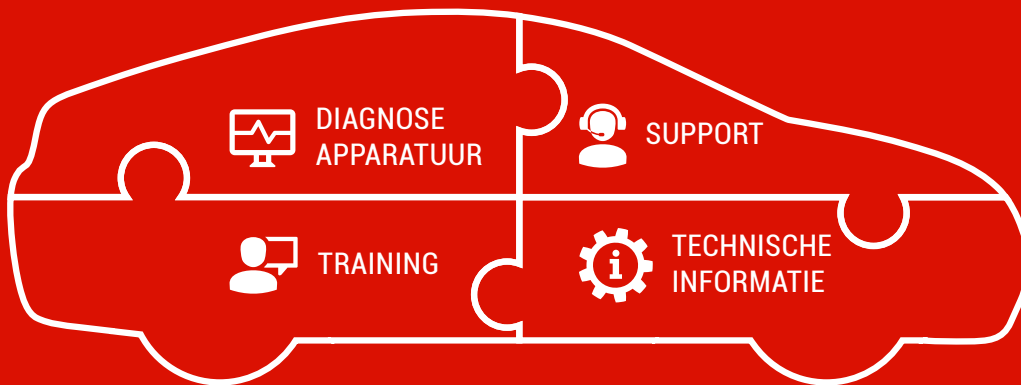 DIAGNOSE
APPARATUUR
SUPPORT
TRAINING
TECHNISCHE
INFORMATIE